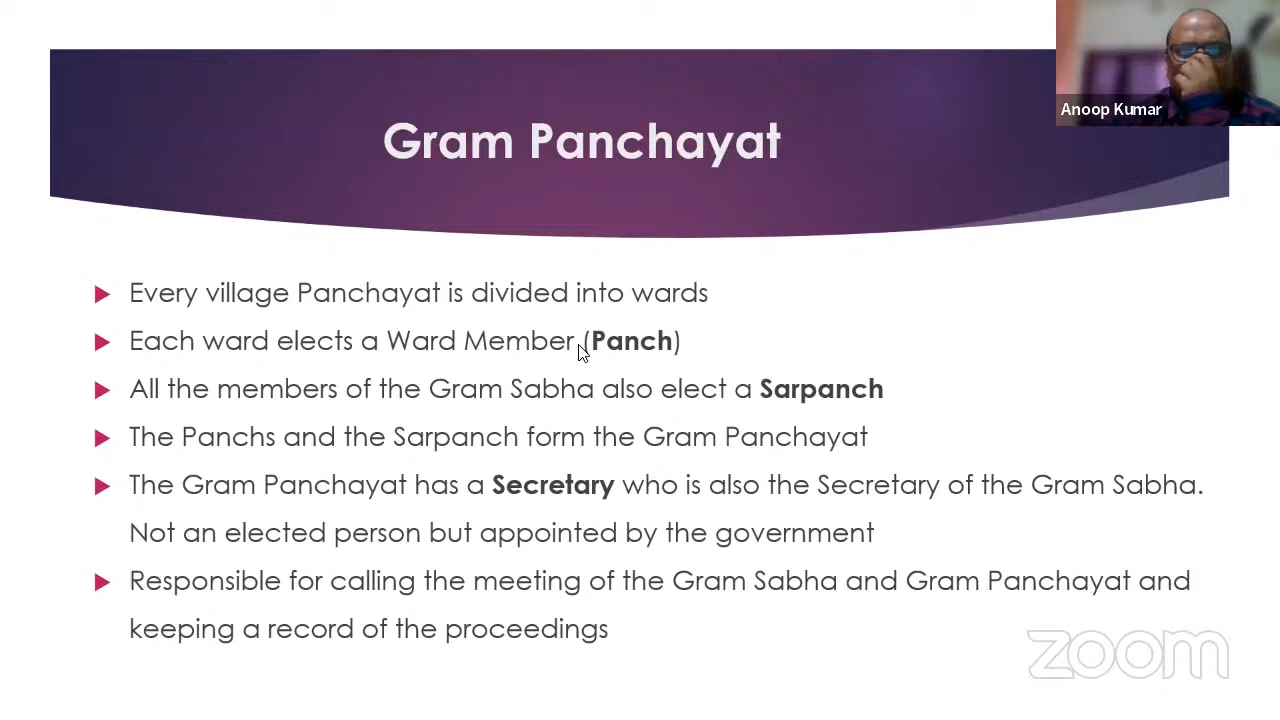 Anoop Kumar
Gram Panchayat
Every village Panchayat is divided into wards
Each ward elects a Ward Member (Panch)
All the members of the Gram Sabha also elect a Sarpanch
The Panchs and the Sarpanch form the Gram Panchayat
The Gram Panchayat has a Secretary who is also the Secretary of the Gram Sabha.
Not an elected person but appointed by the government
Responsible for calling the meeting of the Gram Sabha and Gram Panchayat and
keeping a record of the proceedings
zoom